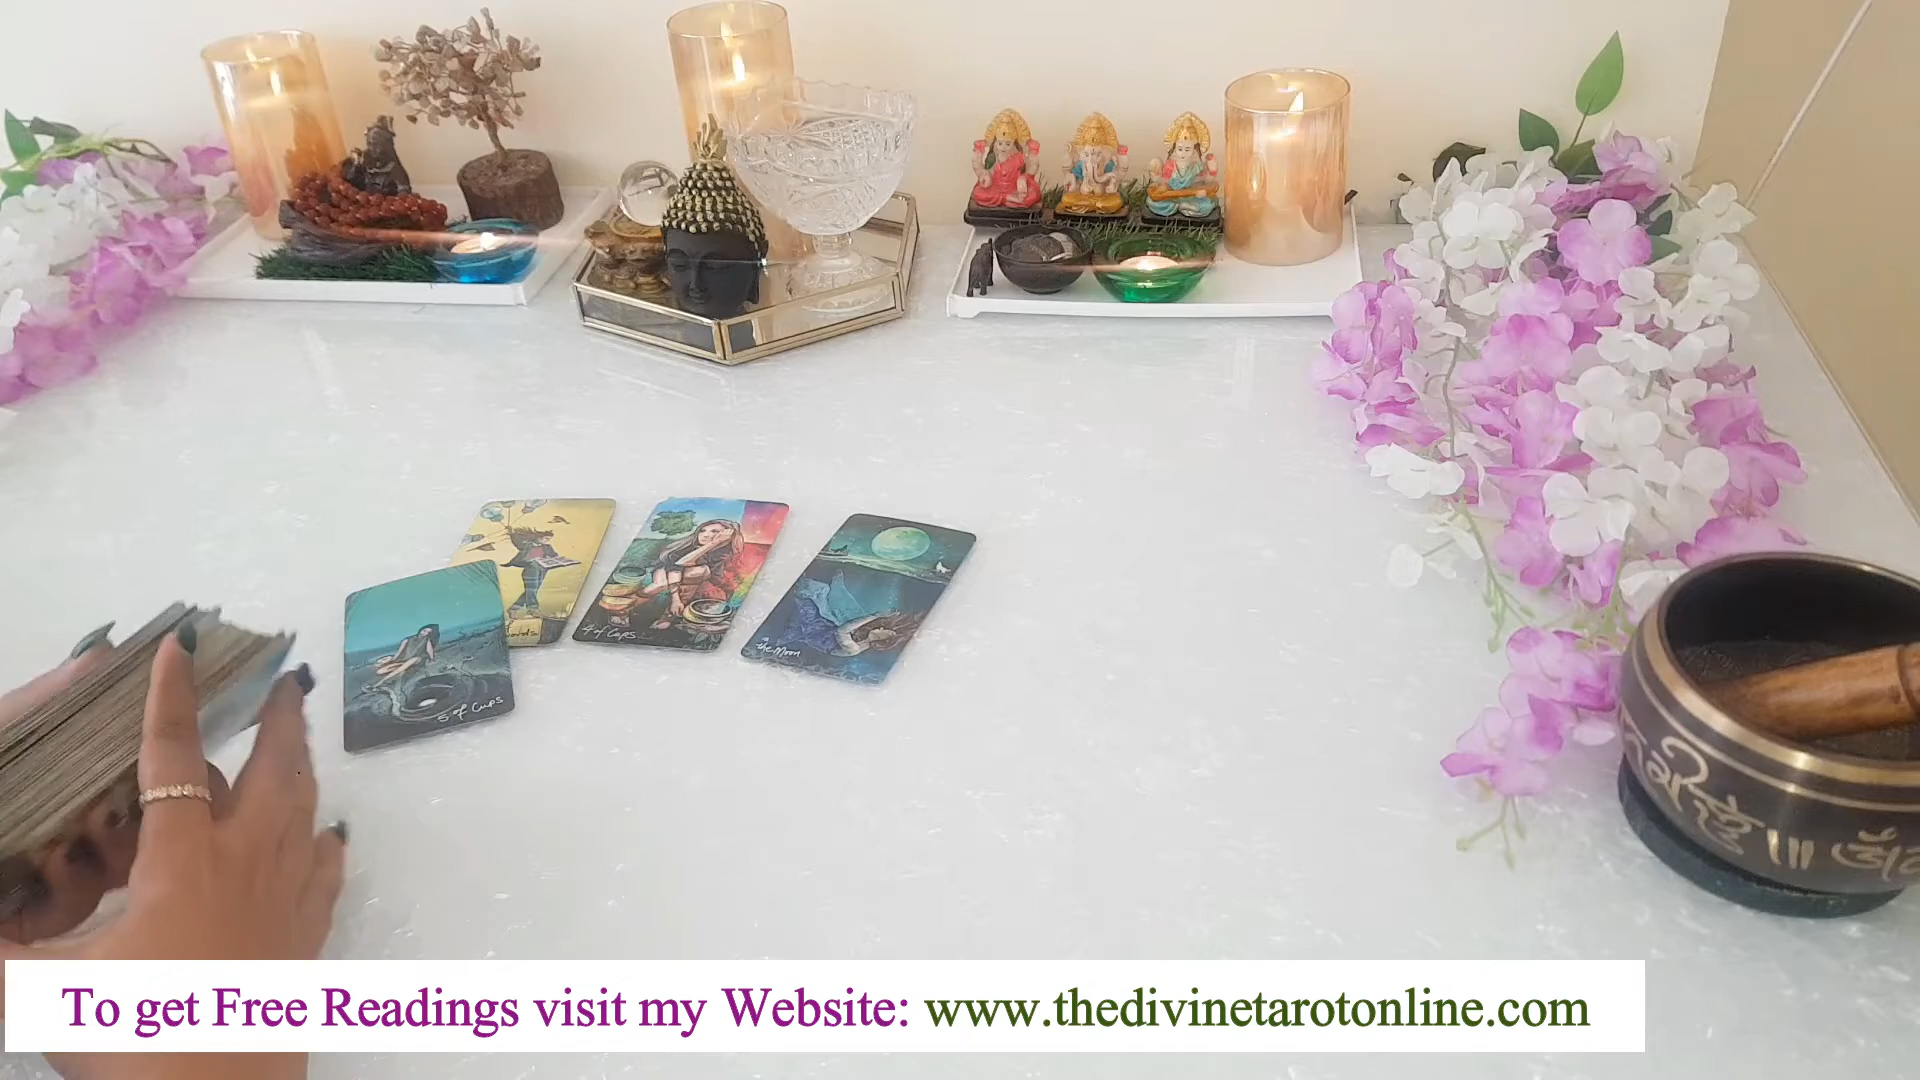 4 of Cups
the Moon
5 of Cups
To get Free Readings visit my Website: www.thedivinetarotonline.com